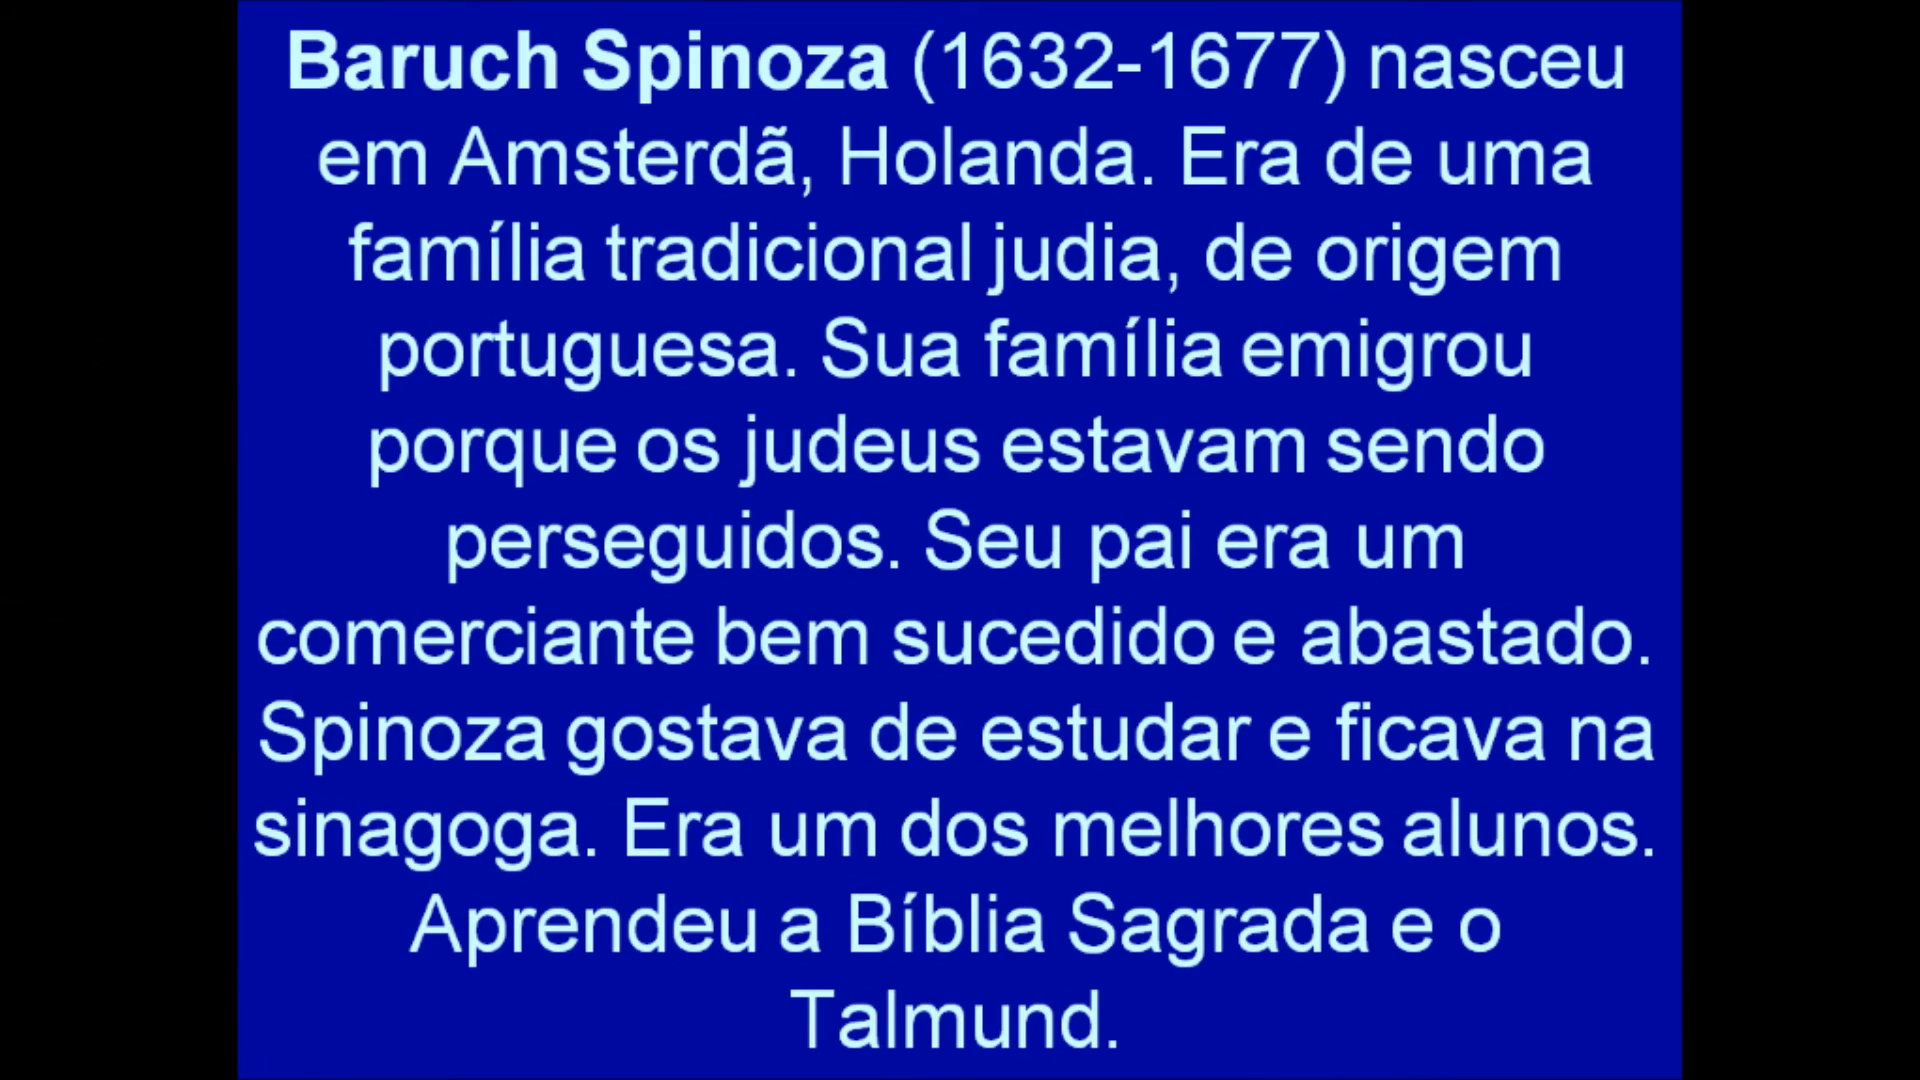 Baruch Spinoza (1632-1677) nasceu
em Amsterdã, Holanda. Era de uma
família tradicional judia, de origem
portuguesa. Sua família emigrou
porque os judeus estavam sendo
perseguidos. Seu pai era um
comerciante bem sucedido e abastado.
Spinoza gostava de estudar e ficava na
sinagoga. Era um dos melhores alunos.
Aprendeu a Bíblia Sagrada e o
Talmund.